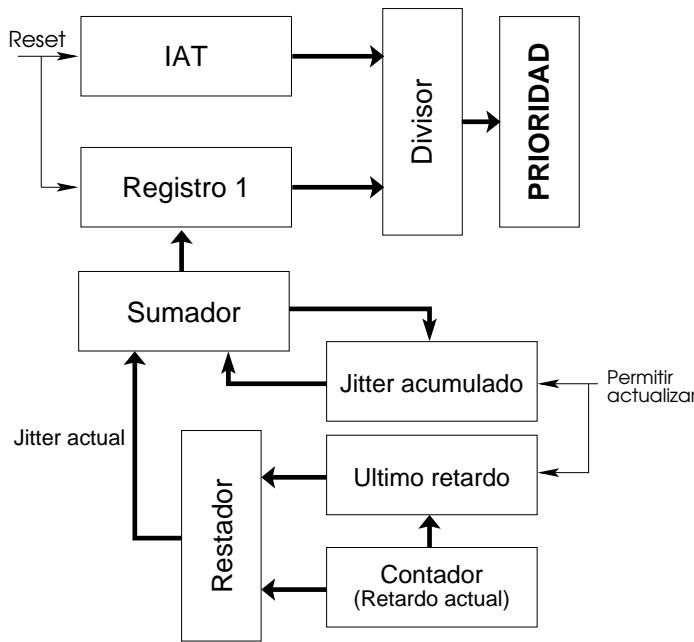 Reset
IAT
Divisor
PRIORIDAD
Registro 1
Sumador
Jitter acumulado
Permitir
actualizar
Jitter actual
Restador
Ultimo retardo
Contador
(Retardo actual)